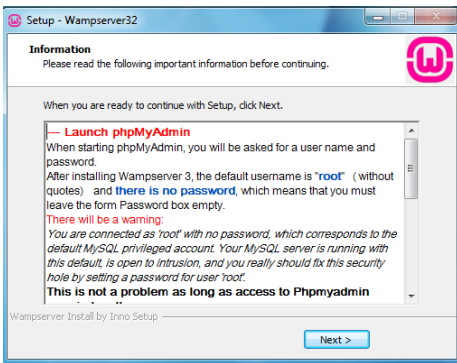 Setup - Wampserver32
Information
Please read the following important information before continuing.
When you are ready to continue with Setup, click Next.
--- Launch phpMyAdmin
When starting phpMyAdmin, you will be asked for a user name and
password.
After installing Wampserver 3, the default username is "root" (without
quotes) and there is no password, which means that you must
leave the form Password box empty.
There will be a warning:
You are connected as 'root' with no password, which corresponds to the
default MySQL privileged account. Your MySQL server is running with
this default, is open to intrusion, and you really should fix this security
hole by setting a password for user 'root'.
This is not a problem as long as access to Phpmyadmin
Wampserver Install by Inno Setup
Next >